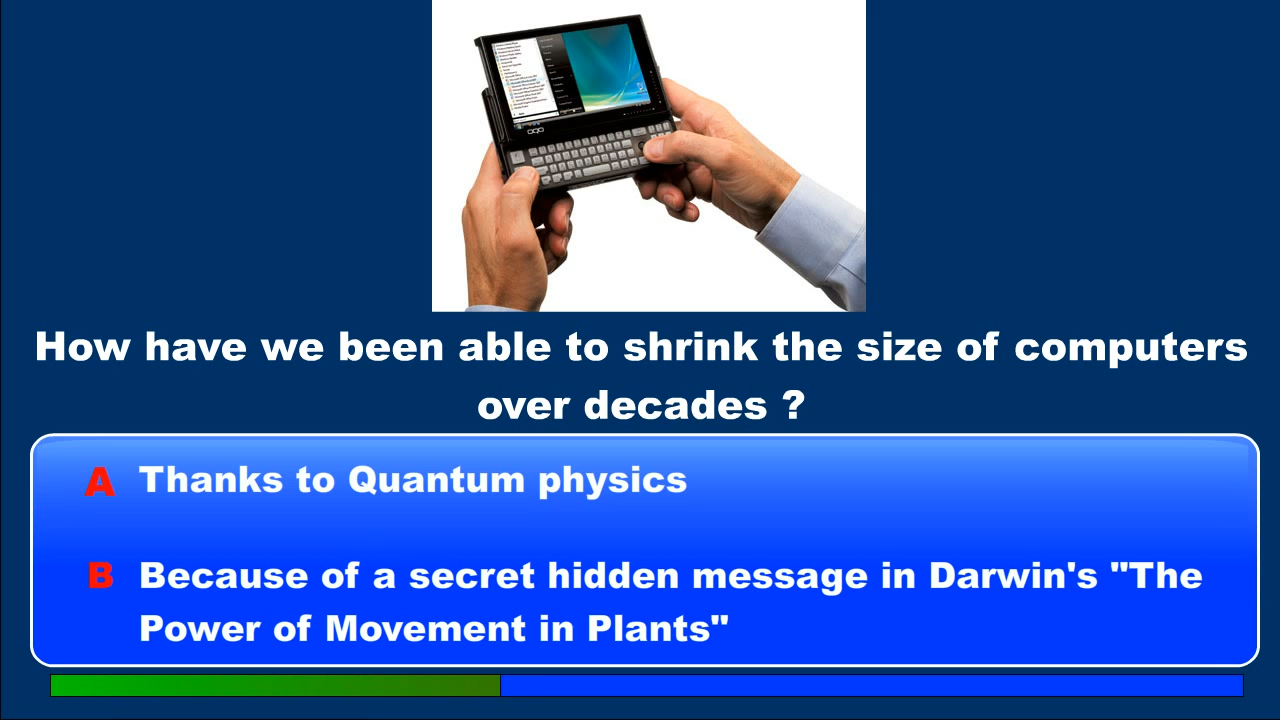 OQO
How have we been able to shrink the size of computers
over decades ?
A Thanks to Quantum physics
B Because of a secret hidden message in Darwin's "The
Power of Movement in Plants"